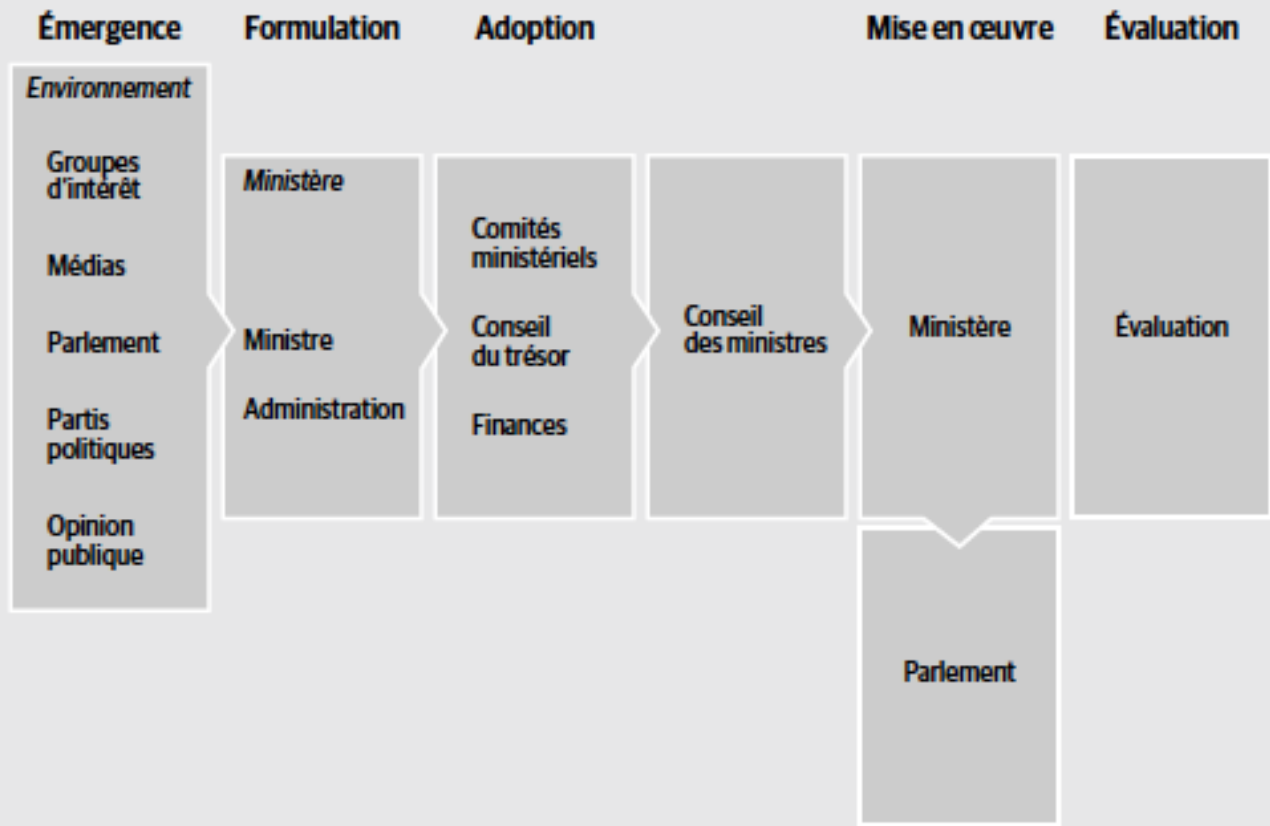 Émergence
Formulation
Adoption
Mise en œuvre
Évaluation
Environnement
Groupes
d'intérêt
Médias
Parlement
Partis
politiques
Opinion
publique
Ministère
Ministre
Administration
Comités
ministériels
Conseil
du trésor
Finances
Conseil
des ministres
Ministère
Parlement
Évaluation